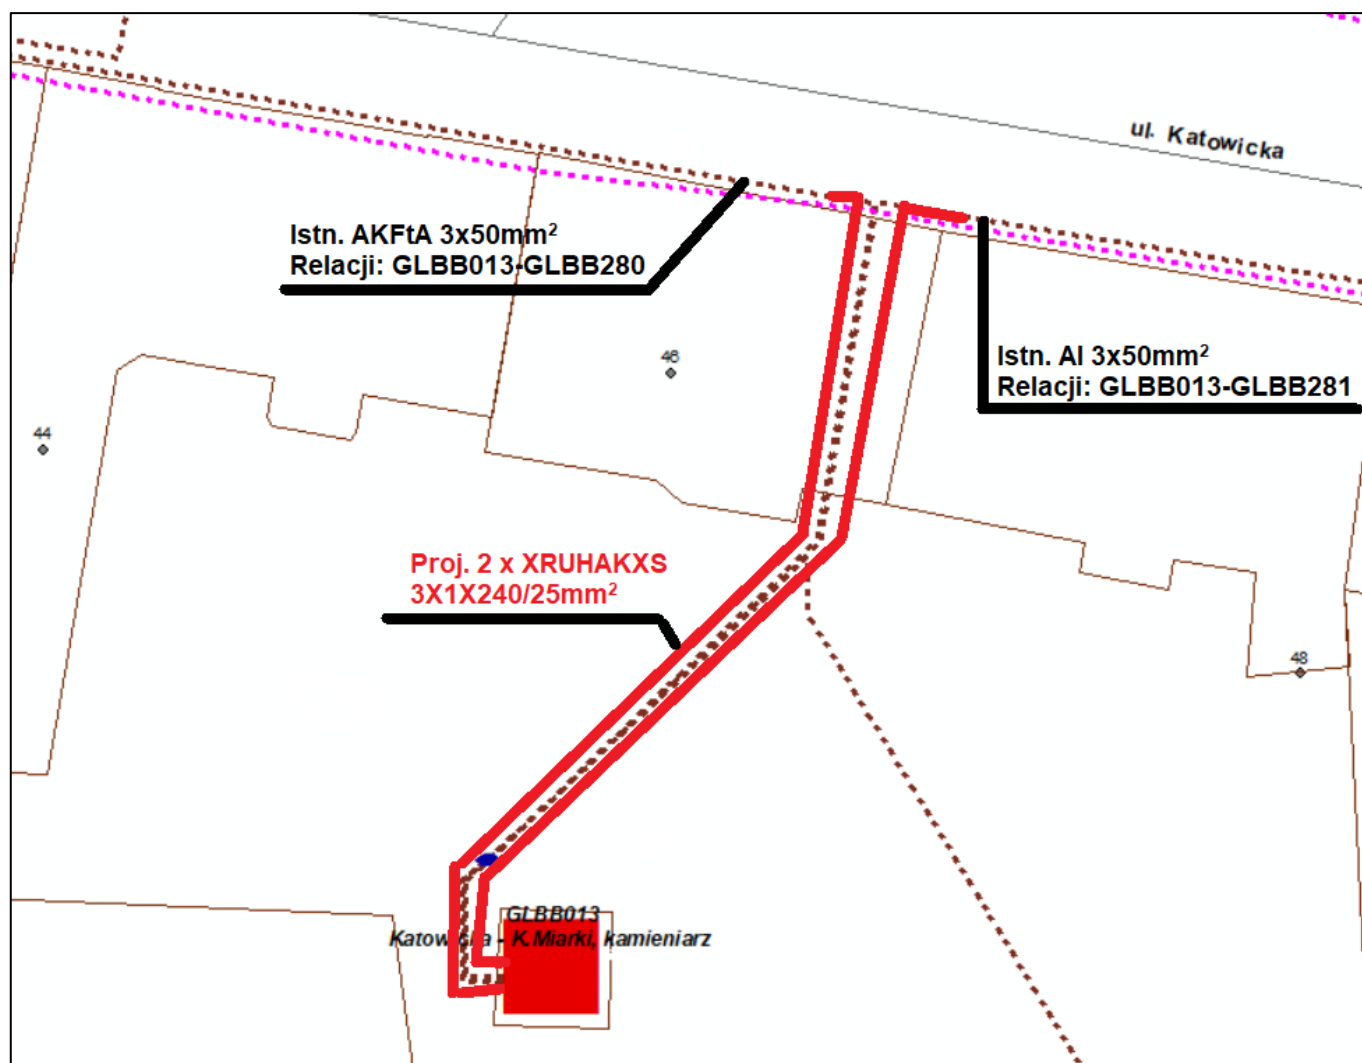 ul. Katowicka
Istn. AKFtA 3x50mm²
Relacji: GLBB013-GLBB280
Istn. Al 3x50mm²
Relacji: GLBB013-GLBB281
46
44
Proj. 2 x XRUHAKXS
3X1X240/25mm²
48
GLBB013
Katowicka - K.Miarki, kamieniarz